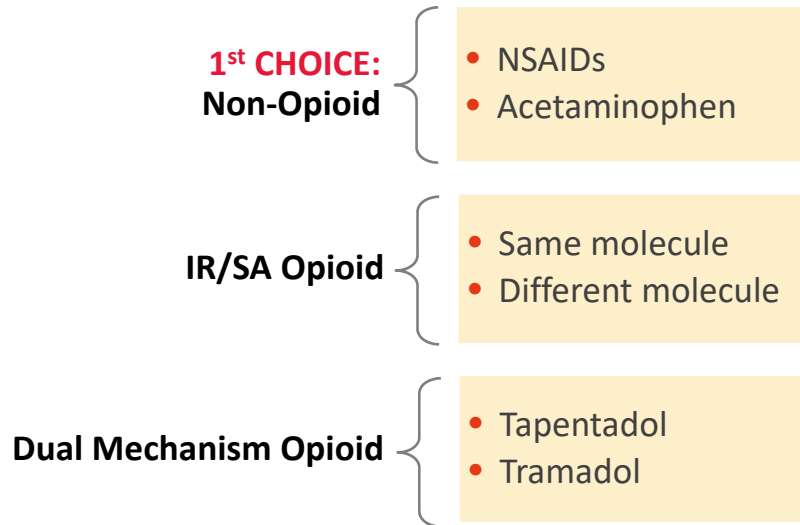 1st CHOICE:
Non-Opioid
• NSAIDs
• Acetaminophen
IR/SA Opioid
• Same molecule
• Different molecule
Dual Mechanism Opioid
• Tapentadol
• Tramadol